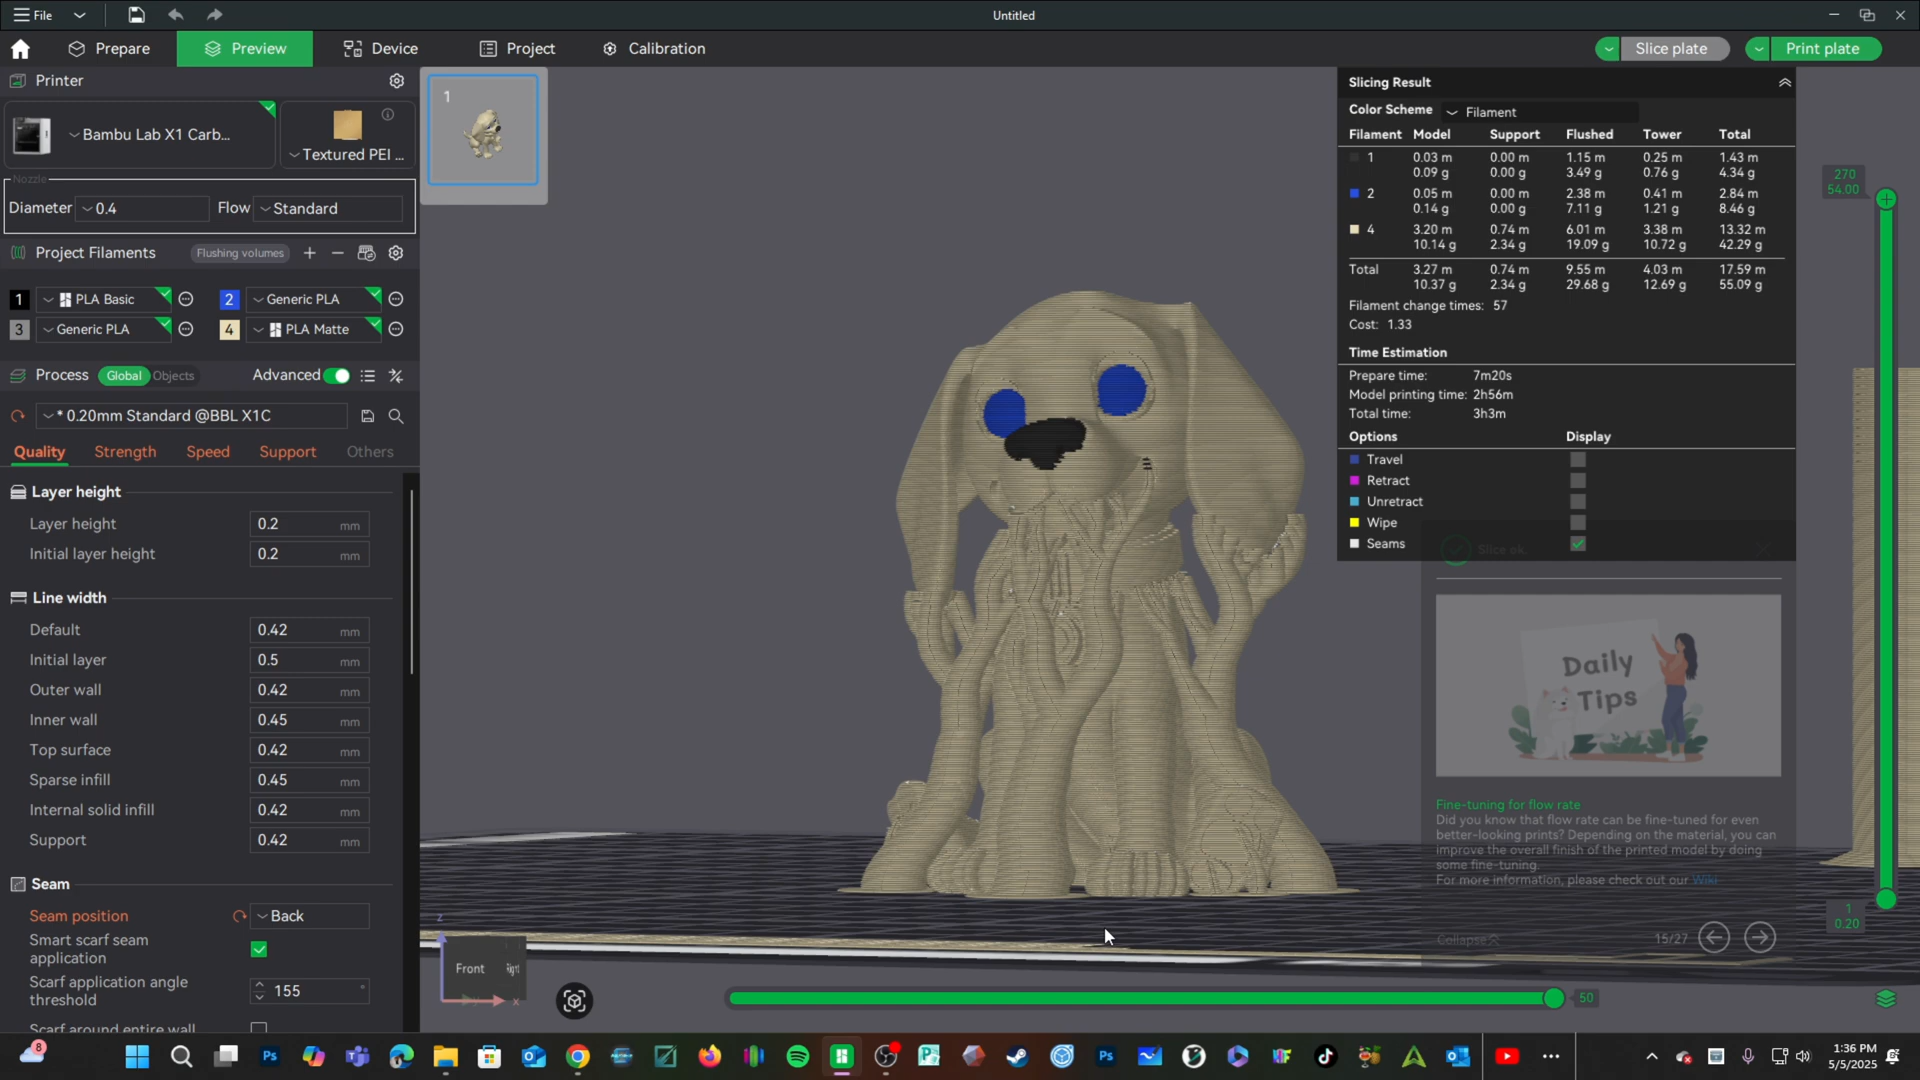 File
Untitled
Prepare
Preview
Device
Project
Calibration
Slice plate
Print plate
Printer
Bambu Lab X1 Carb...
Textured PEI ...
Nozzle
Diameter 0.4 Flow Standard
Project Filaments Flushing volumes
1 PLA Basic 2 Generic PLA
3 Generic PLA 4 PLA Matte
Process Global Objects Advanced
* 0.20mm Standard @BBL X1C
Quality Strength Speed Support Others
Layer height
Layer height 0.2 mm
Initial layer height 0.2 mm
Line width
Default 0.42 mm
Initial layer 0.5 mm
Outer wall 0.42 mm
Inner wall 0.45 mm
Top surface 0.42 mm
Sparse infill 0.45 mm
Internal solid infill 0.42 mm
Support 0.42 mm
Seam
Seam position Back
Smart scarf seam
application
Scarf application angle
threshold 155 °
Scarf around entire wall
1
Slicing Result
Color Scheme Filament
Filament Model Support Flushed Tower Total
1 0.03 m 0.00 m 1.15 m 0.25 m 1.43 m
0.09 g 0.00 g 3.49 g 0.76 g 4.34 g
2 0.05 m 0.00 m 2.38 m 0.41 m 2.84 m
0.14 g 0.00 g 7.11 g 1.21 g 8.46 g
4 3.20 m 0.74 m 6.01 m 3.38 m 13.32 m
10.14 g 2.34 g 19.09 g 10.72 g 42.29 g
Total 3.27 m 0.74 m 9.55 m 4.03 m 17.59 m
10.37 g 2.34 g 29.68 g 12.69 g 55.09 g
Filament change times: 57
Cost: 1.33
Time Estimation
Prepare time: 7m20s
Model printing time: 2h56m
Total time: 3h3m
Options Display
Travel
Retract
Unretract
Wipe
Seams
Slice ok.
Daily
Tips
Fine-tuning for flow rate
Did you know that flow rate can be fine-tuned for even
better-looking prints? Depending on the material, you can
improve the overall finish of the printed model by doing
some fine-tuning
For more information, please check out our Wiki
Collapse 15/27
270
54.00
1
0.20
z
Front Right
x
50
8
1:36 PM
5/5/2025